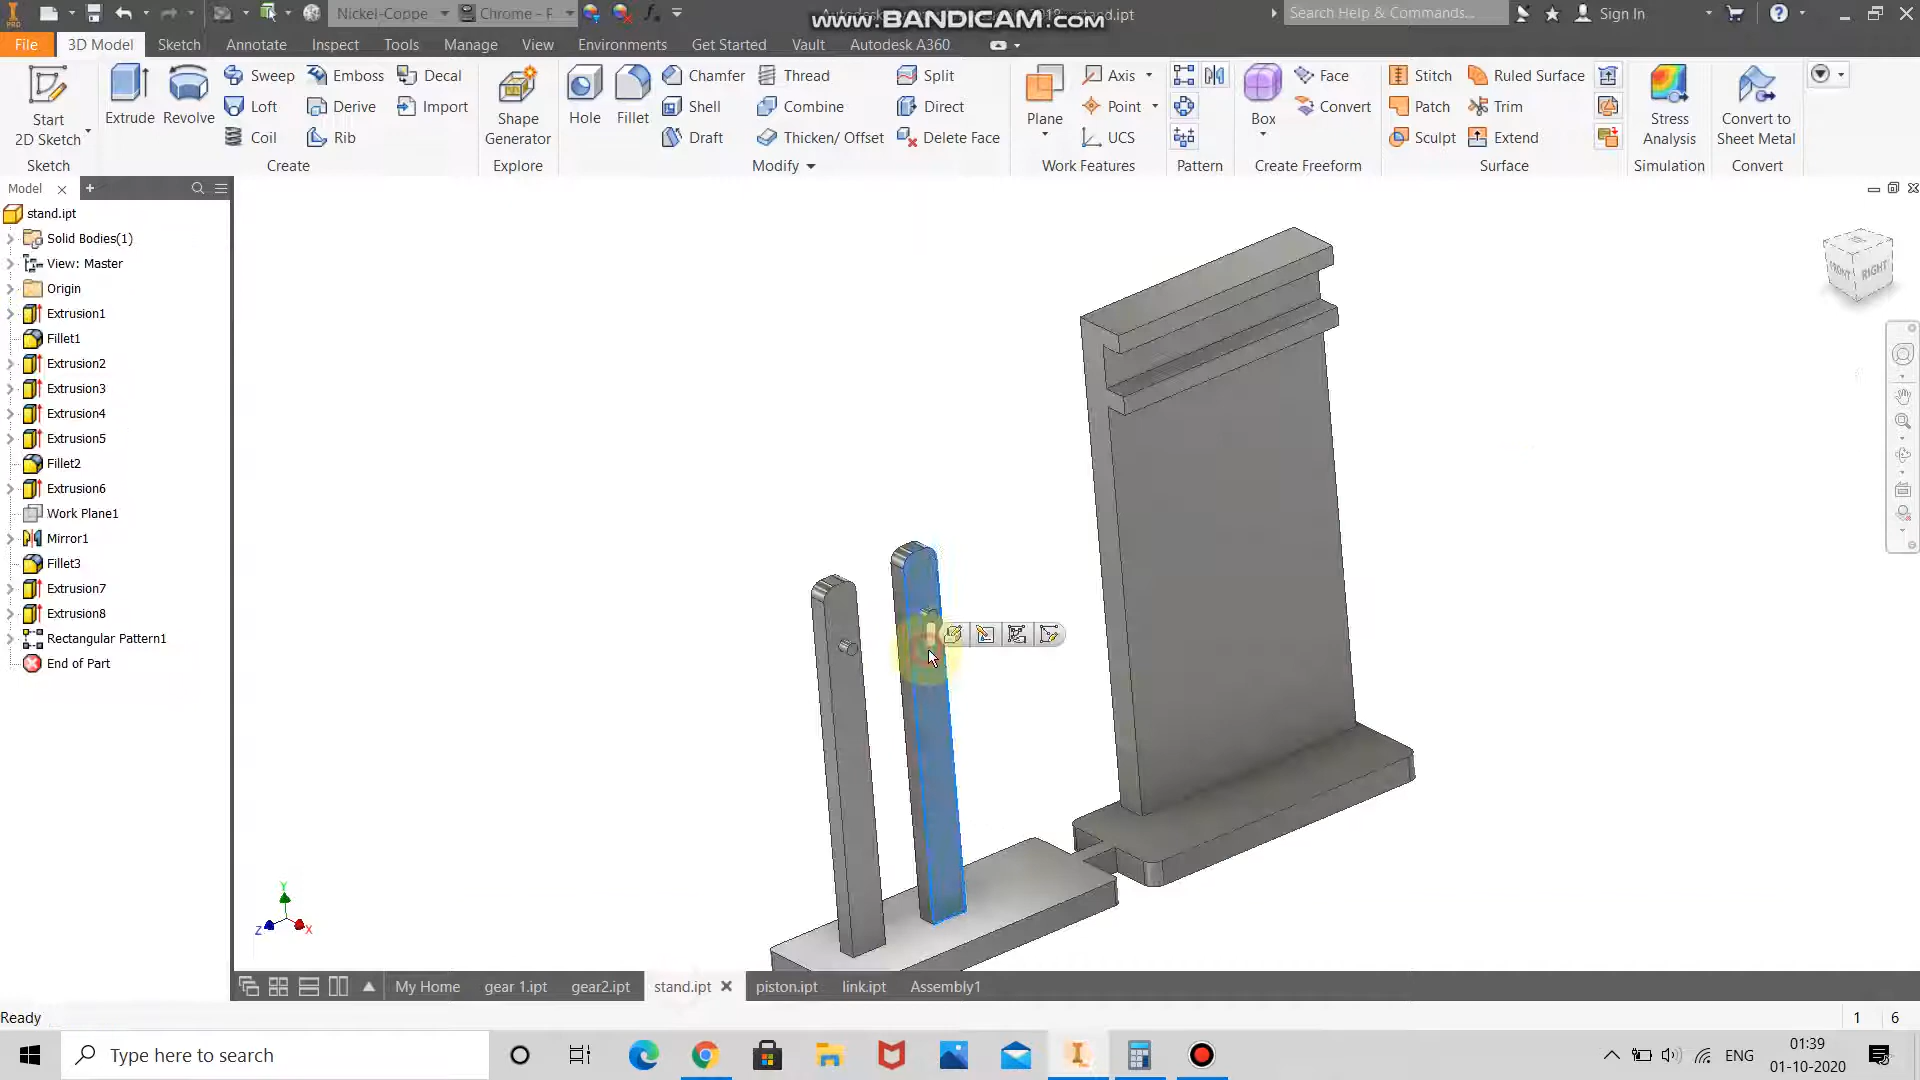 Nickel-Coppe
Chrome - F
www.BANDICAM.com
stand.ipt
Search Help & Commands...
Sign In
PRO
File
3D Model
Sketch
Annotate
Inspect
Tools
Manage
View
Environments
Get Started
Vault
Autodesk A360
Start
2D Sketch
Extrude
Revolve
Sweep
Loft
Coil
Emboss
Derive
Rib
Decal
Import
Shape
Generator
Hole
Fillet
Chamfer
Shell
Draft
Thread
Combine
Thicken/ Offset
Split
Direct
Delete Face
Plane
Axis
Point
UCS
Box
Face
Convert
Stitch
Patch
Sculpt
Ruled Surface
Trim
Extend
Stress
Analysis
Convert to
Sheet Metal
Sketch
Create
Explore
Modify
Work Features
Pattern
Create Freeform
Surface
Simulation
Convert
Model
stand.ipt
Solid Bodies(1)
View: Master
Origin
Extrusion1
Fillet1
Extrusion2
Extrusion3
Extrusion4
Extrusion5
Fillet2
Extrusion6
Work Plane1
Mirror1
Fillet3
Extrusion7
Extrusion8
Rectangular Pattern1
End of Part
FRONT
RIGHT
Y
Z
X
My Home
gear 1.ipt
gear2.ipt
stand.ipt
piston.ipt
link.ipt
Assembly1
Ready
1
6
Type here to search
ENG
01:39
01-10-2020